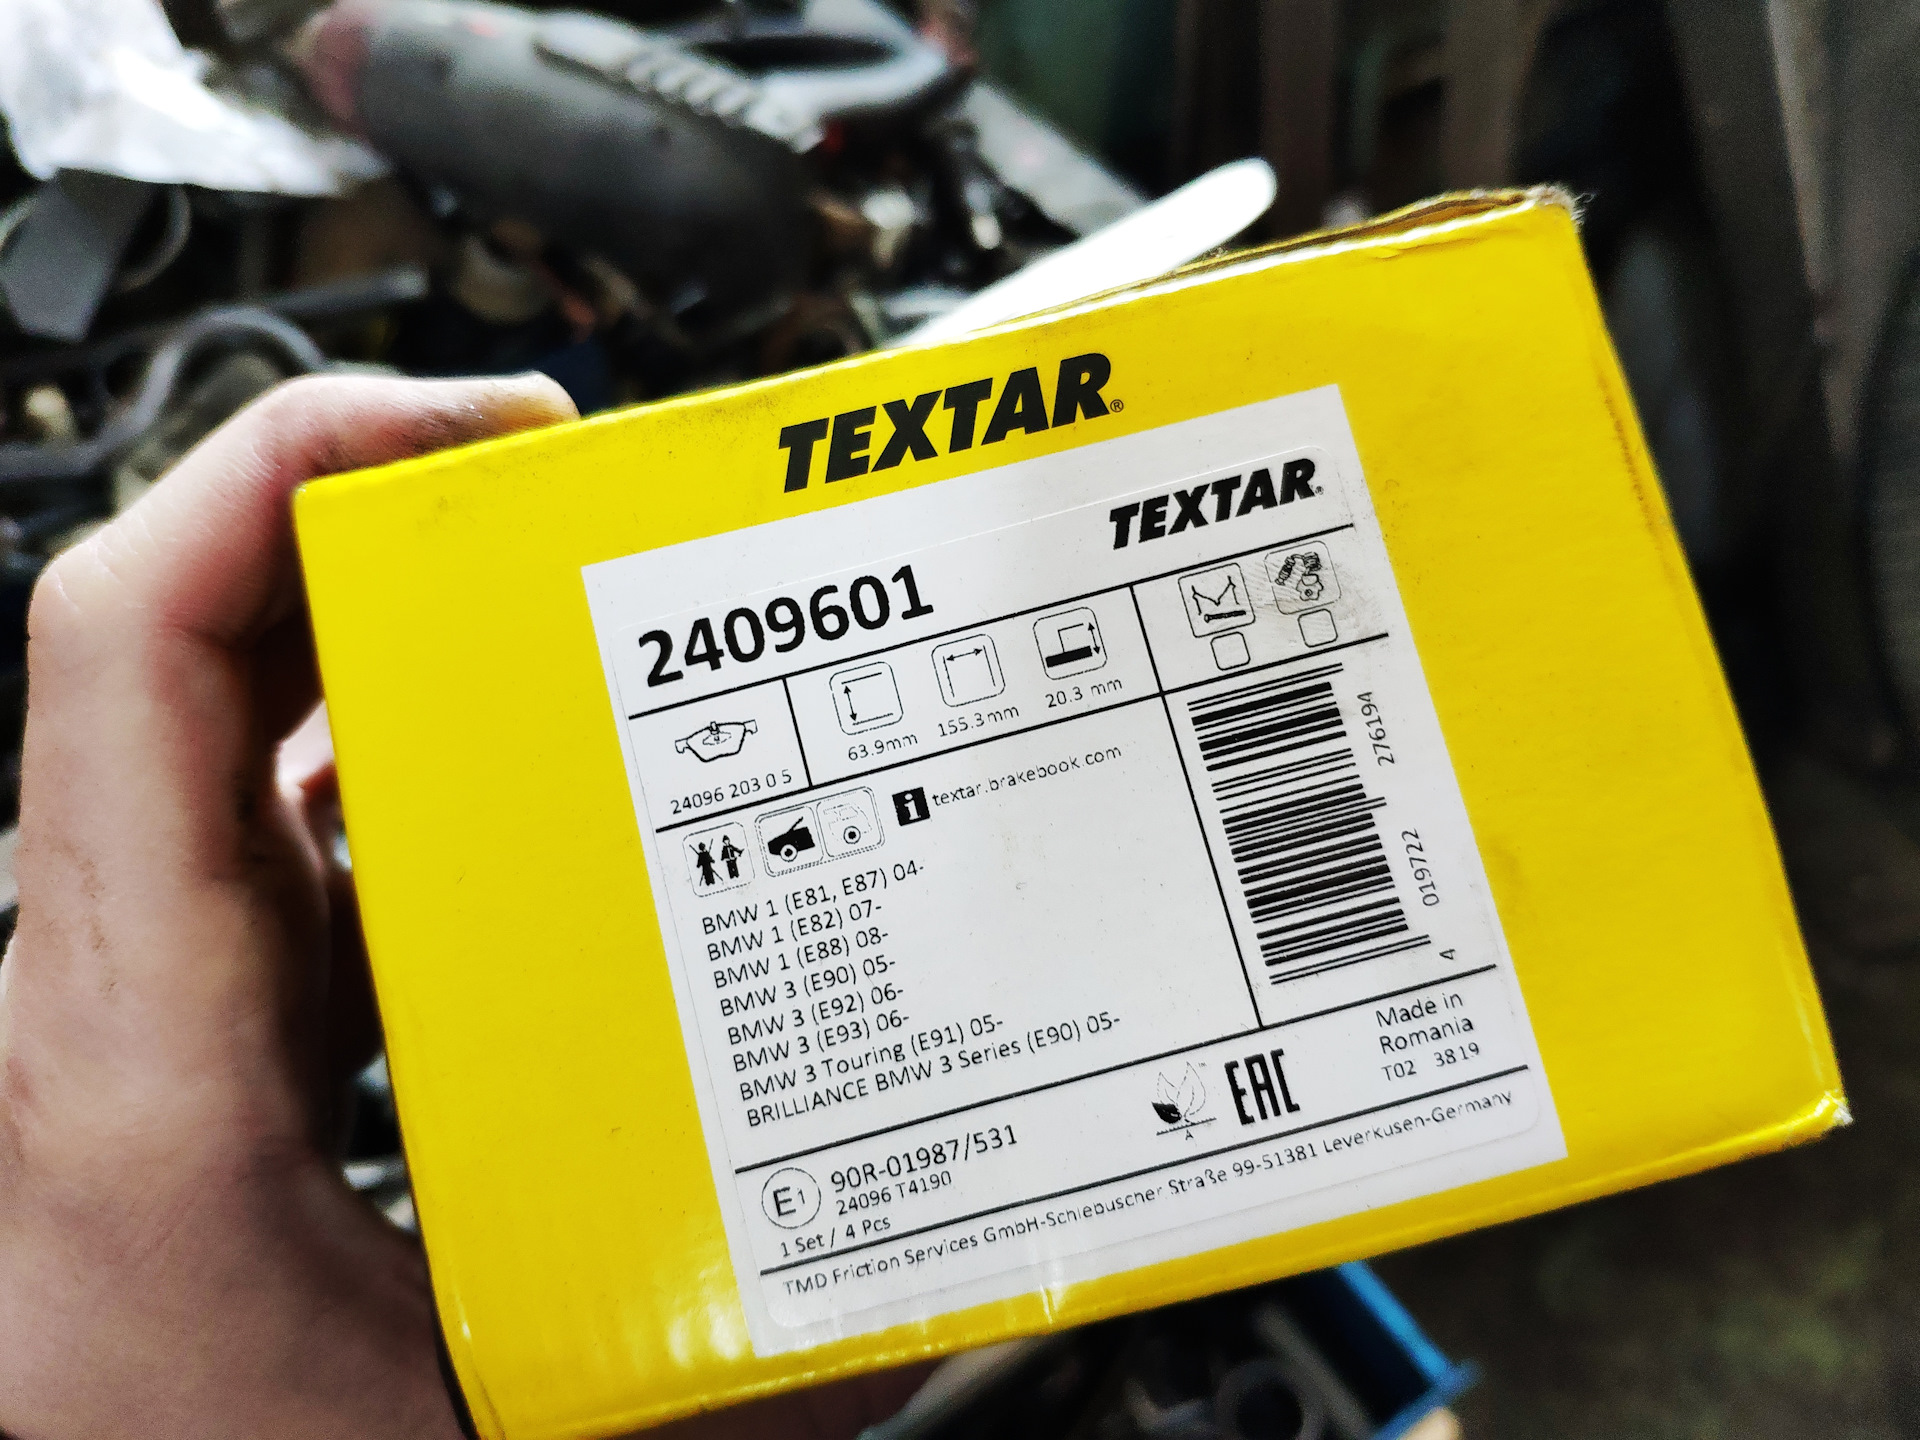 TEXTAR®
TEXTAR®
2409601
63.9mm
155.3mm
20.3 mm
24096 203 0 5
i textar.brakebook.com
BMW 1 (E81, E87) 04-
BMW 1 (E82) 07-
BMW 1 (E88) 08-
BMW 3 (E90) 05-
BMW 3 (E92) 06-
BMW 3 (E93) 06-
BMW 3 Touring (E91) 05-
BRILLIANCE BMW 3 Series (E90) 05-
4 019722 276194
Made in
Romania
T02 3819
A
EAC
E1
90R-01987/531
24096 T4190
1 Set / 4 Pcs
TMD Friction Services GmbH-Schlebuscher Straße 99-51381 Leverkusen-Germany